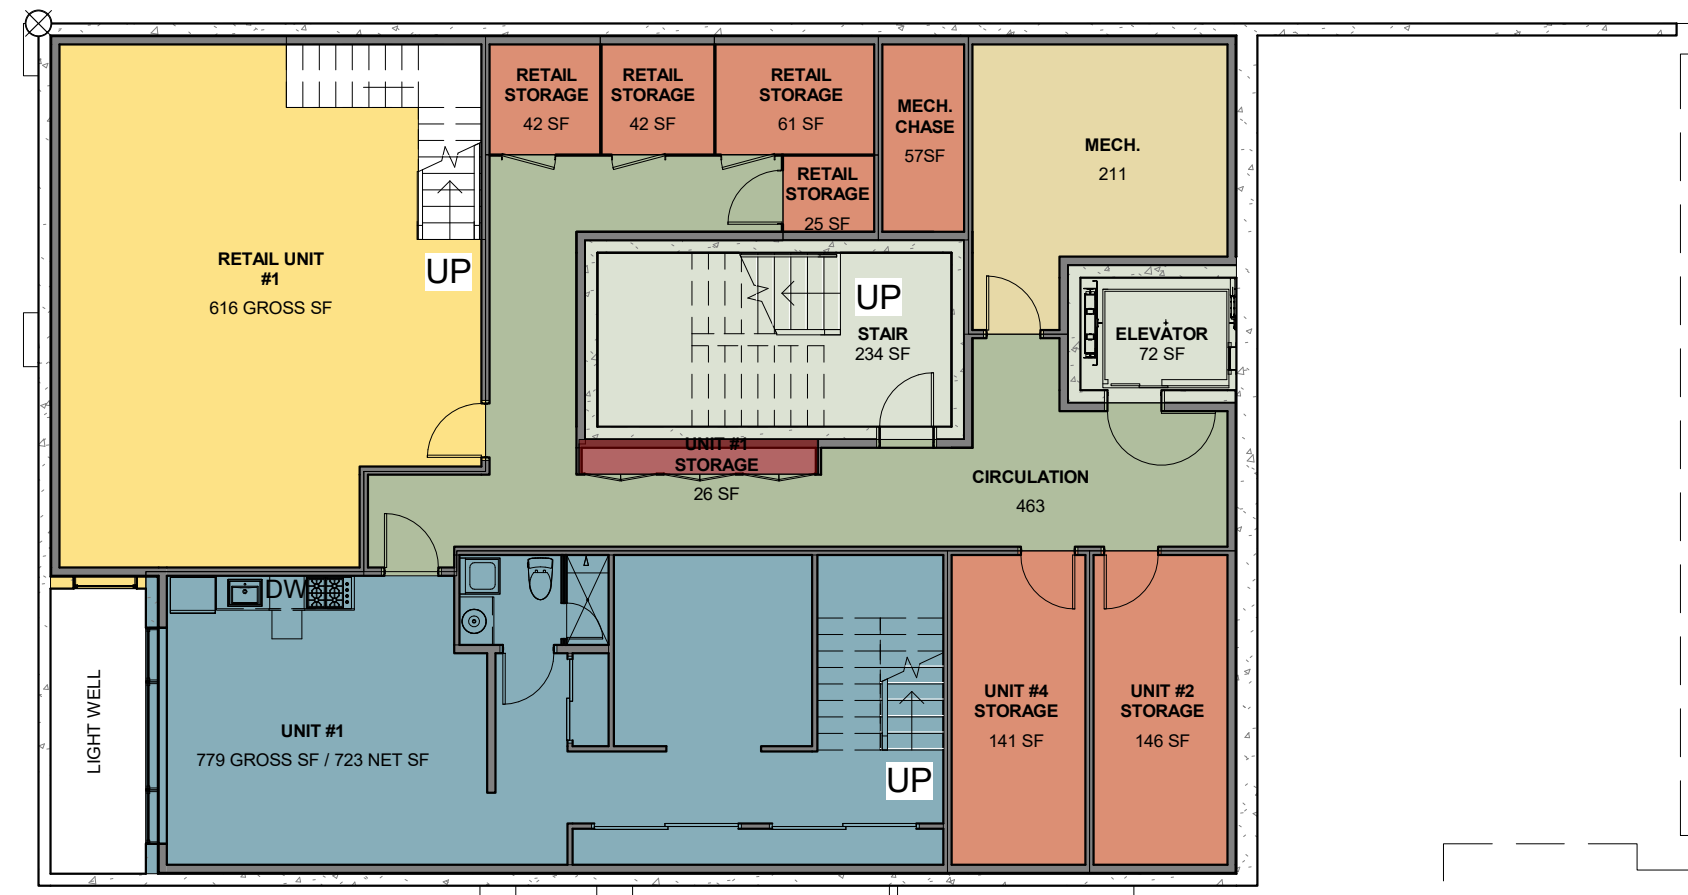 RETAIL
STORAGE
42 SF
RETAIL
STORAGE
42 SF
RETAIL
STORAGE
61 SF
MECH.
CHASE
57SF
MECH.
211
RETAIL
STORAGE
25 SF
RETAIL UNIT
#1
616 GROSS SF
UP
UP
STAIR
234 SF
ELEVATOR
72 SF
UNIT #1
STORAGE
26 SF
CIRCULATION
463
DW
LIGHT WELL
UNIT #1
779 GROSS SF / 723 NET SF
UP
UNIT #4
STORAGE
141 SF
UNIT #2
STORAGE
146 SF